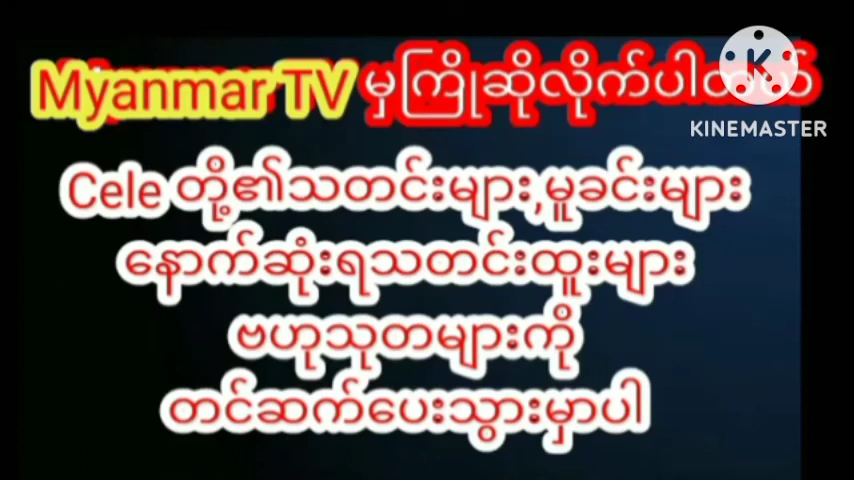 Myanmar TV မှကြိုဆိုလိုက်ပါတယ်
KINEMASTER
Cele တို့၏သတင်းများ,မူခင်းများ
နောက်ဆုံးရသတင်းထူးများ
ဗဟုသုတများကို
တင်ဆက်ပေးသွားမှာပါ